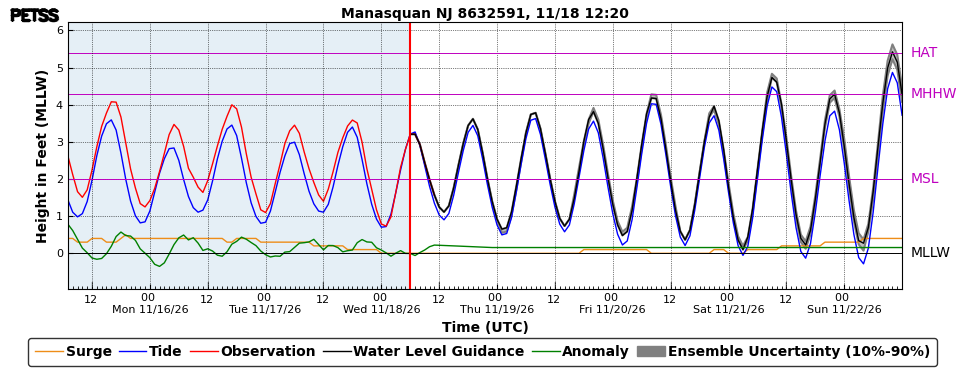 PETSS
Manasquan NJ 8632591, 11/18 12:20
Height in Feet (MLLW)
6
5
4
3
2
1
0
HAT
MHHW
MSL
MLLW
12 00 12 00 12 00 12 00 12 00 12 00 12 00
Mon 11/16/26 Tue 11/17/26 Wed 11/18/26 Thu 11/19/26 Fri 11/20/26 Sat 11/21/26 Sun 11/22/26
Time (UTC)
Surge Tide Observation Water Level Guidance Anomaly Ensemble Uncertainty (10%-90%)